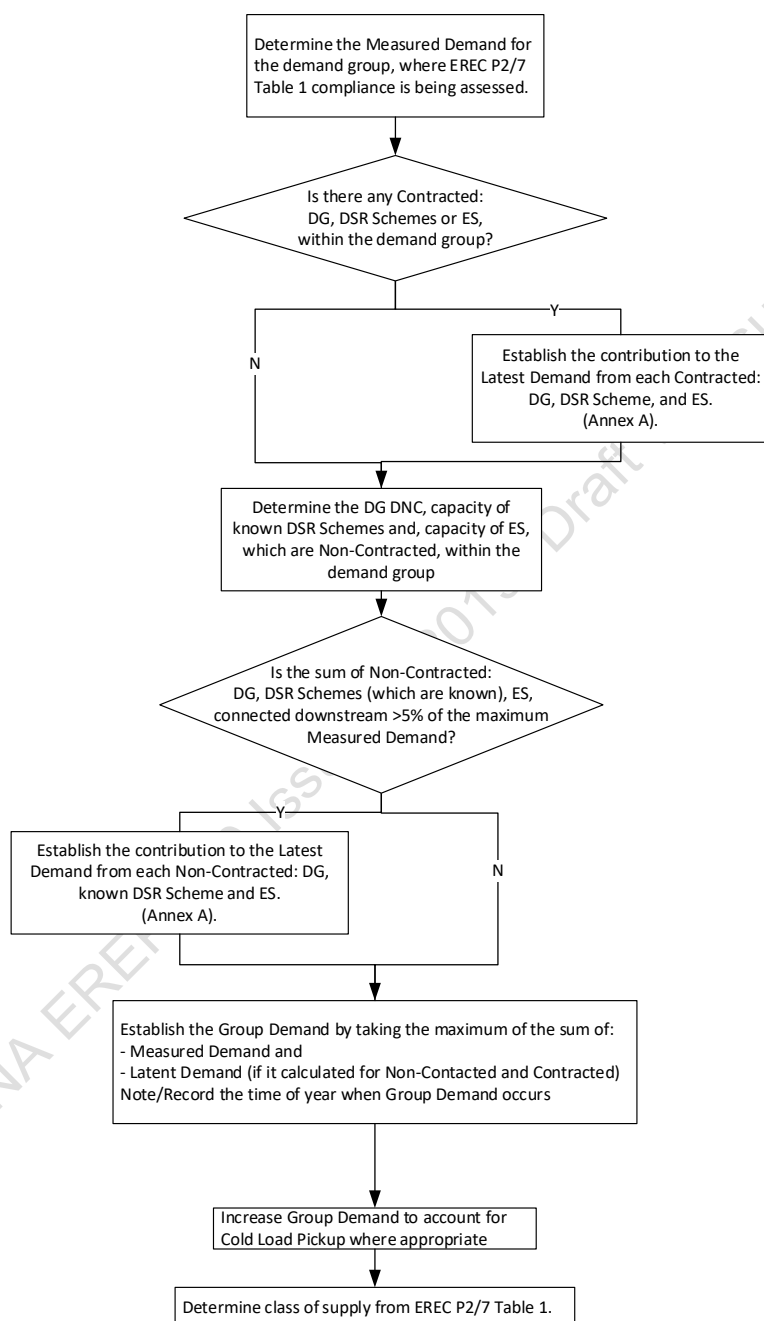 Determine the Measured Demand for
the demand group, where EREC P2/7
Table 1 compliance is being assessed.
Is there any Contracted:
DG, DSR Schemes or ES,
within the demand group?
Y
N
Establish the contribution to the
Latest Demand from each Contracted:
DG, DSR Scheme, and ES.
(Annex A).
Determine the DG DNC, capacity of
known DSR Schemes and, capacity of ES,
which are Non-Contracted, within the
demand group
Is the sum of Non-Contracted:
DG, DSR Schemes (which are known), ES,
connected downstream >5% of the maximum
Measured Demand?
Y
N
Establish the contribution to the Latest
Demand from each Non-Contracted: DG,
known DSR Scheme and ES.
(Annex A).
Establish the Group Demand by taking the maximum of the sum of:
- Measured Demand and
- Latent Demand (if it calculated for Non-Contacted and Contracted)
Note/Record the time of year when Group Demand occurs
Increase Group Demand to account for
Cold Load Pickup where appropriate
Determine class of supply from EREC P2/7 Table 1.